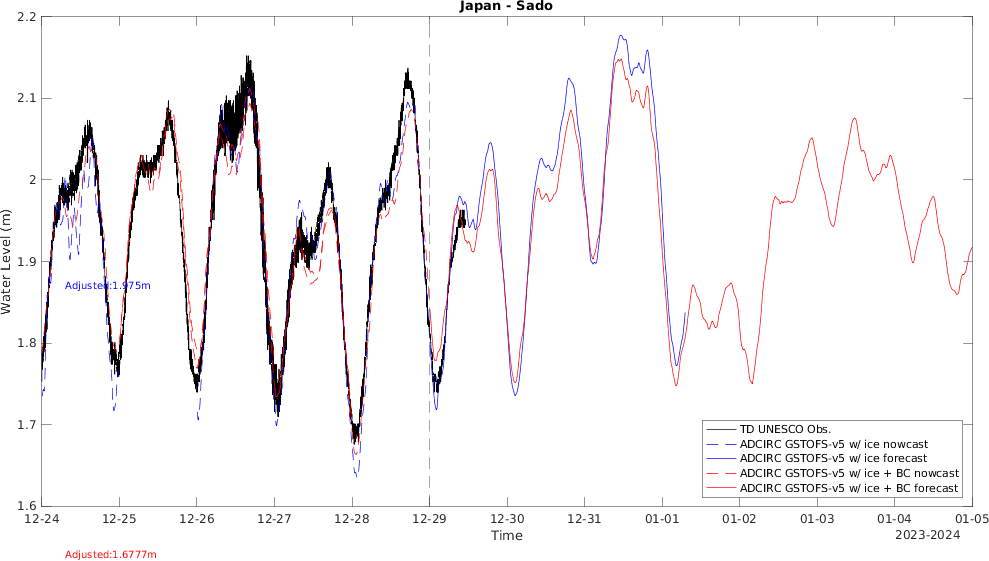 Japan - Sado
2.2
2.1
2
1.9
1.8
1.7
1.6
Water Level (m)
Adjusted:1.975m
TD UNESCO Obs.
ADCIRC GSTOFS-v5 w/ ice nowcast
ADCIRC GSTOFS-v5 w/ ice forecast
ADCIRC GSTOFS-v5 w/ ice + BC nowcast
ADCIRC GSTOFS-v5 w/ ice + BC forecast
12-24 12-25 12-26 12-27 12-28 12-29 12-30 12-31 01-01 01-02 01-03 01-04 01-05
Time
2023-2024
Adjusted:1.6777m